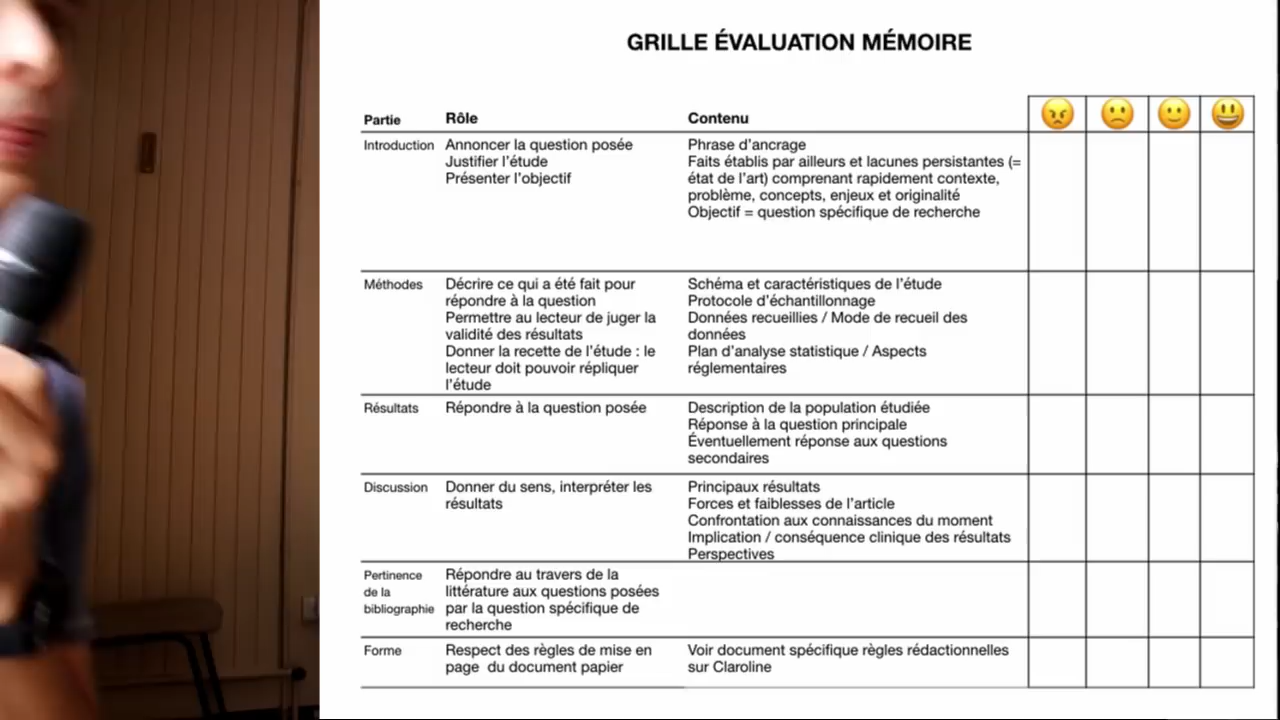 GRILLE ÉVALUATION MÉMOIRE
Partie Rôle Contenu
Introduction Annoncer la question posée Phrase d'ancrage
Justifier l'étude Faits établis par ailleurs et lacunes persistantes (=
Présenter l'objectif état de l'art) comprenant rapidement contexte,
problème, concepts, enjeux et originalité
Objectif = question spécifique de recherche
Méthodes Décrire ce qui a été fait pour Schéma et caractéristiques de l'étude
répondre à la question Protocole d'échantillonnage
Permettre au lecteur de juger la Données recueillies / Mode de recueil des
validité des résultats données
Donner la recette de l'étude : le Plan d'analyse statistique / Aspects
lecteur doit pouvoir répliquer réglementaires
l'étude
Résultats Répondre à la question posée Description de la population étudiée
Réponse à la question principale
Éventuellement réponse aux questions
secondaires
Discussion Donner du sens, interpréter les Principaux résultats
résultats Forces et faiblesses de l'article
Confrontation aux connaissances du moment
Implication / conséquence clinique des résultats
Perspectives
Pertinence Répondre au travers de la
de la littérature aux questions posées
bibliographie par la question spécifique de
recherche
Forme Respect des règles de mise en Voir document spécifique règles rédactionnelles
page du document papier sur Claroline